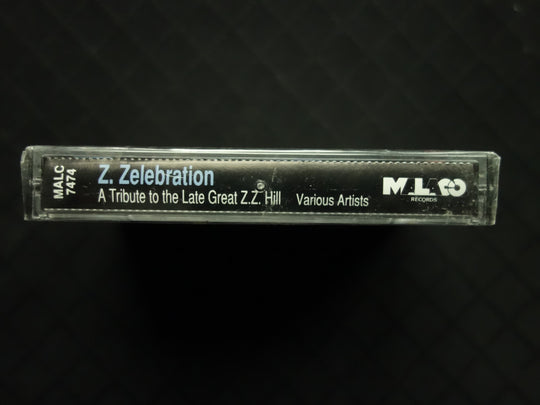 MALC
7474
Z. Zelebration
A Tribute to the Late Great Z.Z. Hill Various Artists
MALACO
RECORDS